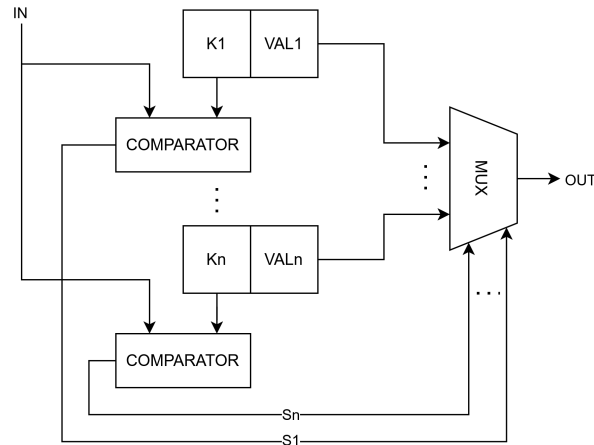 IN
K1 VAL1
COMPARATOR
MUX
OUT
Kn VALn
COMPARATOR
Sn
S1